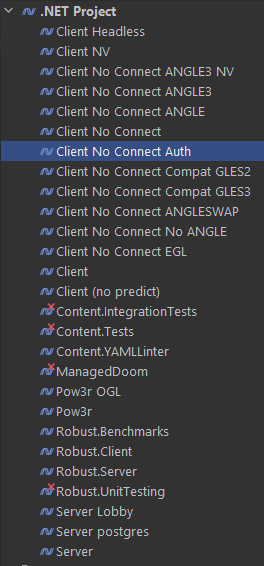 .NET Project
Client Headless
Client NV
Client No Connect ANGLE3 NV
Client No Connect ANGLE3
Client No Connect ANGLE
Client No Connect
Client No Connect Auth
Client No Connect Compat GLES2
Client No Connect Compat GLES3
Client No Connect ANGLESWAP
Client No Connect No ANGLE
Client No Connect EGL
Client
Client (no predict)
Content.IntegrationTests
Content.Tests
Content.YAMLLinter
ManagedDoom
Pow3r OGL
Pow3r
Robust.Benchmarks
Robust.Client
Robust.Server
Robust.UnitTesting
Server Lobby
Server postgres
Server